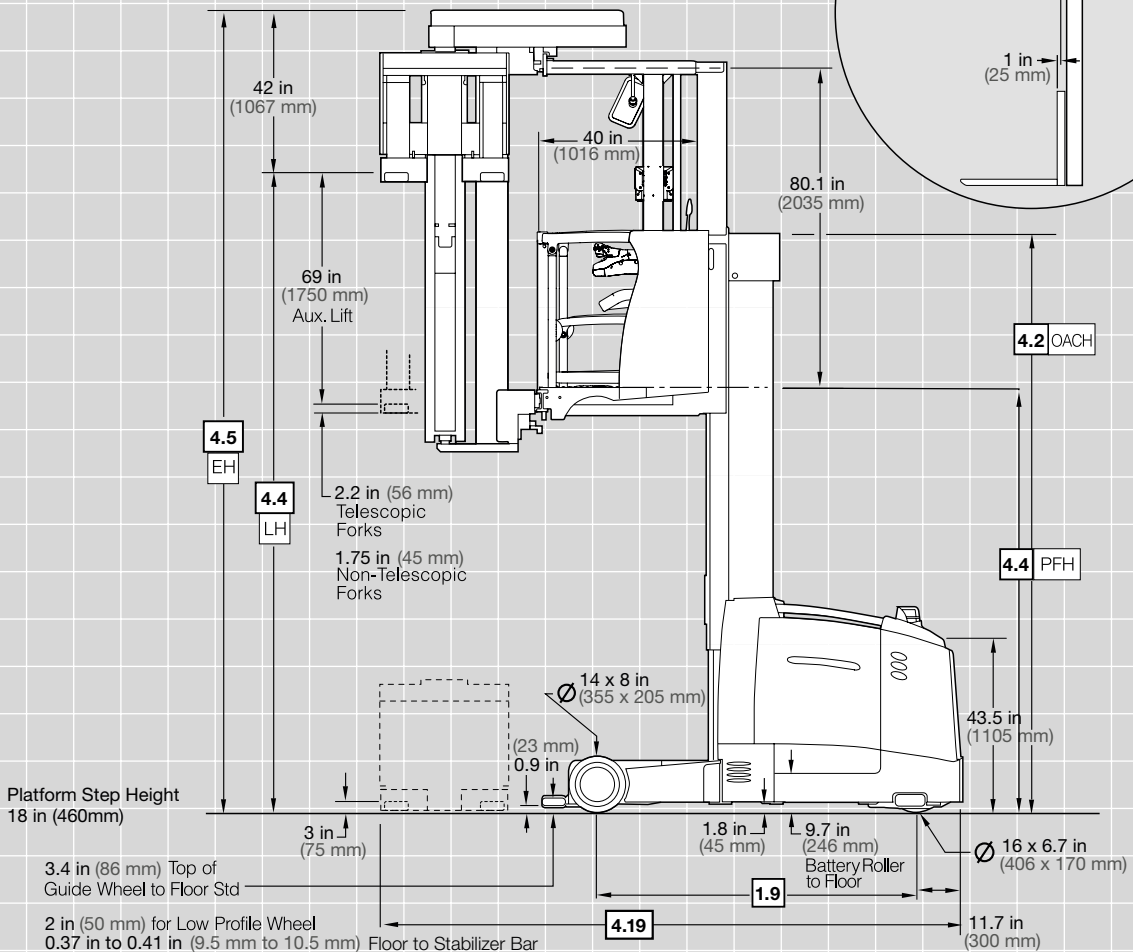 42 in
(1067 mm)
1 in
(25 mm)
40 in
(1016 mm)
80.1 in
(2035 mm)
69 in
(1750 mm)
Aux. Lift
4.2 OACH
4.5
EH
4.4
LH
2.2 in (56 mm)
Telescopic
Forks
1.75 in (45 mm)
Non-Telescopic
Forks
4.4 PFH
Ø 14 x 8 in
(355 x 205 mm)
43.5 in
(1105 mm)
(23 mm)
0.9 in
Platform Step Height
18 in (460mm)
3 in
(75 mm)
1.8 in
(45 mm)
9.7 in
(246 mm)
Battery Roller
to Floor
Ø 16 x 6.7 in
(406 x 170 mm)
3.4 in (86 mm) Top of
Guide Wheel to Floor Std
1.9
2 in (50 mm) for Low Profile Wheel
0.37 in to 0.41 in (9.5 mm to 10.5 mm) Floor to Stabilizer Bar
4.19
11.7 in
(300 mm)